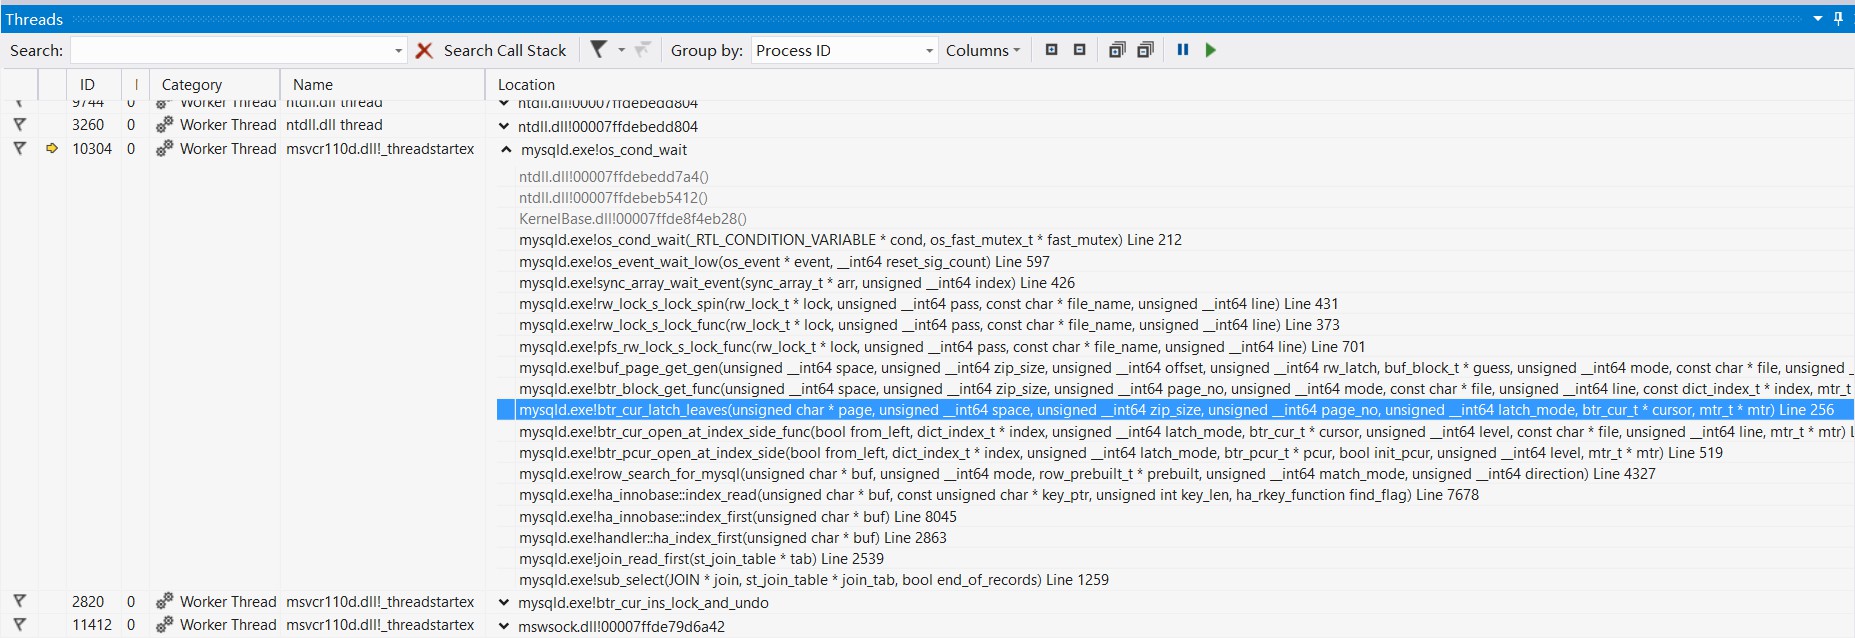 Threads
Search: Search Call Stack Group by: Process ID Columns
ID Category Name Location
9744 0 Worker Thread ntdll.dll thread ntdll.dll!00007ffdebedd804
3260 0 Worker Thread ntdll.dll thread ntdll.dll!00007ffdebedd804
10304 0 Worker Thread msvcr110d.dll!_threadstartex mysqld.exe!os_cond_wait
ntdll.dll!00007ffdebedd7a4()
ntdll.dll!00007ffdebeb5412()
KernelBase.dll!00007ffde8f4eb28()
mysqld.exe!os_cond_wait(_RTL_CONDITION_VARIABLE * cond, os_fast_mutex_t * fast_mutex) Line 212
mysqld.exe!os_event_wait_low(os_event * event, __int64 reset_sig_count) Line 597
mysqld.exe!sync_array_wait_event(sync_array_t * arr, unsigned __int64 index) Line 426
mysqld.exe!rw_lock_s_lock_spin(rw_lock_t * lock, unsigned __int64 pass, const char * file_name, unsigned __int64 line) Line 431
mysqld.exe!rw_lock_s_lock_func(rw_lock_t * lock, unsigned __int64 pass, const char * file_name, unsigned __int64 line) Line 373
mysqld.exe!pfs_rw_lock_s_lock_func(rw_lock_t * lock, unsigned __int64 pass, const char * file_name, unsigned __int64 line) Line 701
mysqld.exe!buf_page_get_gen(unsigned __int64 space, unsigned __int64 zip_size, unsigned __int64 offset, unsigned __int64 rw_latch, buf_block_t * guess, unsigned __int64 mode, const char * file, unsigned _
mysqld.exe!btr_block_get_func(unsigned __int64 space, unsigned __int64 zip_size, unsigned __int64 page_no, unsigned __int64 mode, const char * file, unsigned __int64 line, const dict_index_t * index, mtr_t
mysqld.exe!btr_cur_latch_leaves(unsigned char * page, unsigned __int64 space, unsigned __int64 zip_size, unsigned __int64 page_no, unsigned __int64 latch_mode, btr_cur_t * cursor, mtr_t * mtr) Line 256
mysqld.exe!btr_cur_open_at_index_side_func(bool from_left, dict_index_t * index, unsigned __int64 latch_mode, btr_cur_t * cursor, unsigned __int64 level, const char * file, unsigned __int64 line, mtr_t * mtr) L
mysqld.exe!btr_pcur_open_at_index_side(bool from_left, dict_index_t * index, unsigned __int64 latch_mode, btr_pcur_t * pcur, bool init_pcur, unsigned __int64 level, mtr_t * mtr) Line 519
mysqld.exe!row_search_for_mysql(unsigned char * buf, unsigned __int64 mode, row_prebuilt_t * prebuilt, unsigned __int64 match_mode, unsigned __int64 direction) Line 4327
mysqld.exe!ha_innobase::index_read(unsigned char * buf, const unsigned char * key_ptr, unsigned int key_len, ha_rkey_function find_flag) Line 7678
mysqld.exe!ha_innobase::index_first(unsigned char * buf) Line 8045
mysqld.exe!handler::ha_index_first(unsigned char * buf) Line 2863
mysqld.exe!join_read_first(st_join_table * tab) Line 2539
mysqld.exe!sub_select(JOIN * join, st_join_table * join_tab, bool end_of_records) Line 1259
2820 0 Worker Thread msvcr110d.dll!_threadstartex mysqld.exe!btr_cur_ins_lock_and_undo
11412 0 Worker Thread msvcr110d.dll!_threadstartex mswsock.dll!00007ffde79d6a42